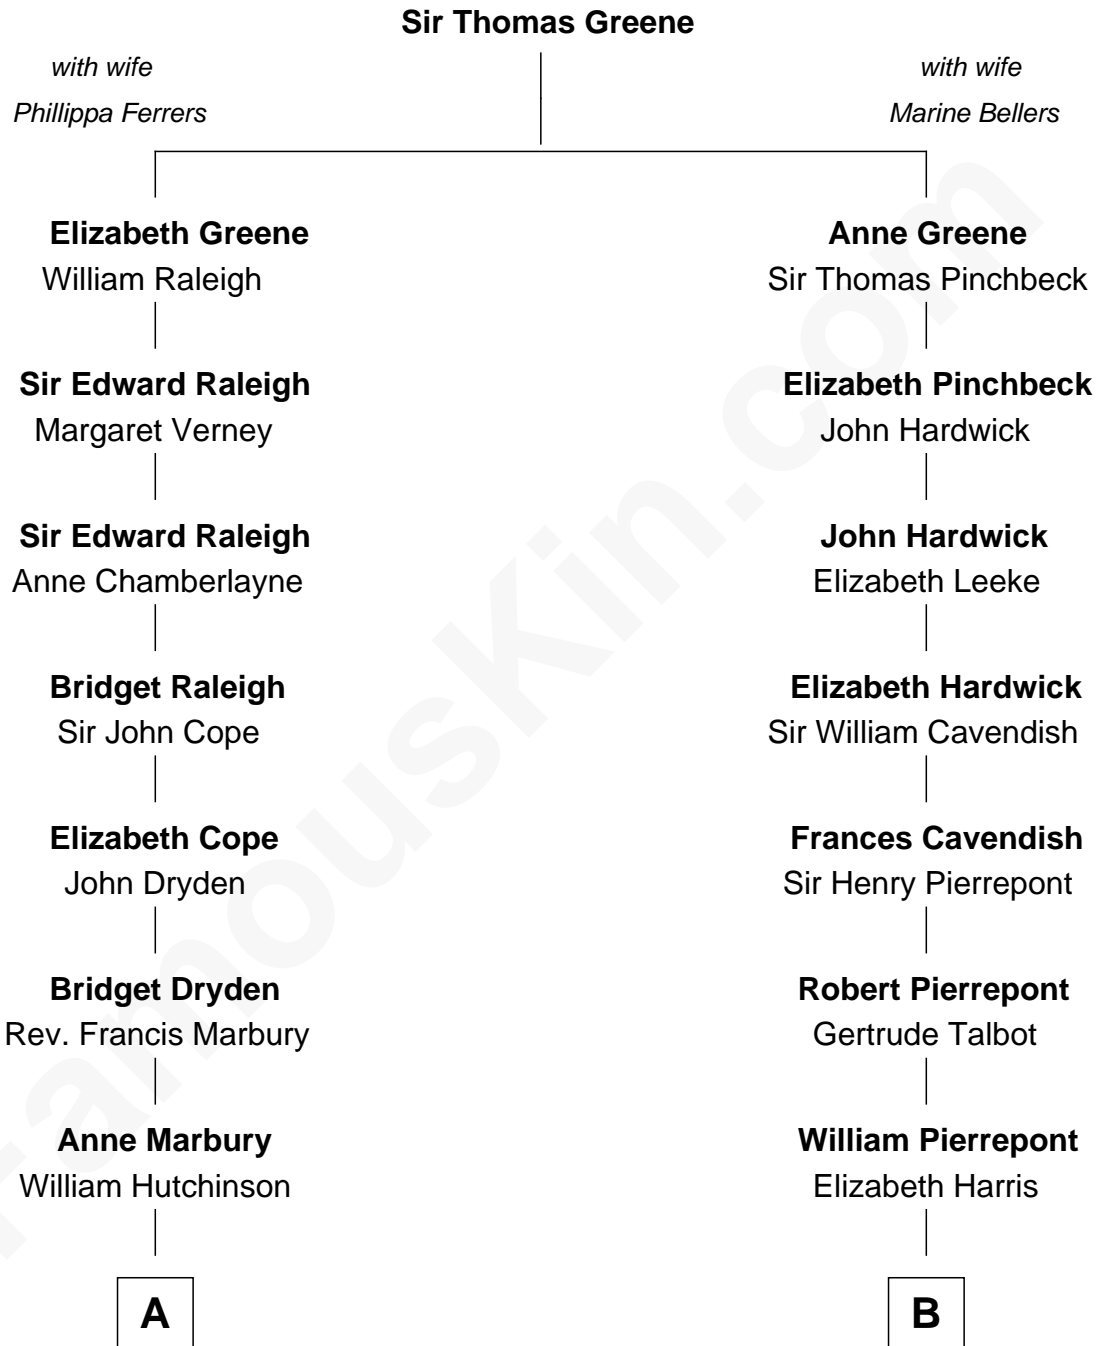 Sir Thomas Greene
with wife
Phillippa Ferrers
with wife
Marine Bellers
Elizabeth Greene
William Raleigh
Sir Edward Raleigh
Margaret Verney
Sir Edward Raleigh
Anne Chamberlayne
Bridget Raleigh
Sir John Cope
Elizabeth Cope
John Dryden
Bridget Dryden
Rev. Francis Marbury
Anne Marbury
William Hutchinson
A
Anne Greene
Sir Thomas Pinchbeck
Elizabeth Pinchbeck
John Hardwick
John Hardwick
Elizabeth Leeke
Elizabeth Hardwick
Sir William Cavendish
Frances Cavendish
Sir Henry Pierrepont
Robert Pierrepont
Gertrude Talbot
William Pierrepont
Elizabeth Harris
B
FamousKin.com